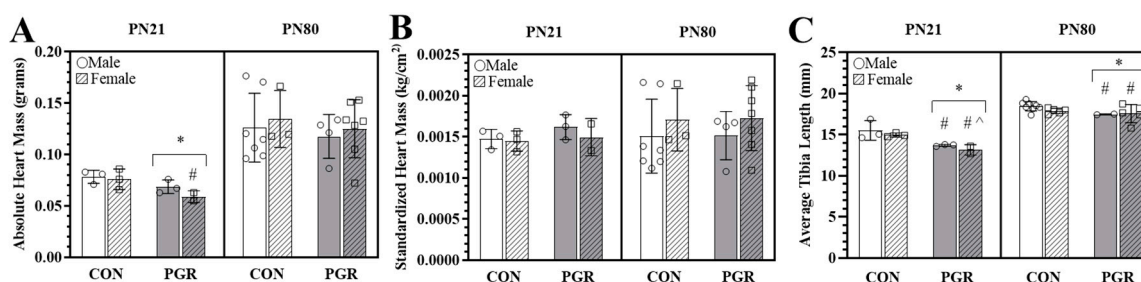 A
PN21
PN80
Absolute Heart Mass (grams)
0.20
0.15
0.10
0.05
0.00
Male
Female
*
#
CON
PGR
CON
PGR
B
PN21
PN80
Standardized Heart Mass (kg/cm²)
0.0025
0.0020
0.0015
0.0010
0.0005
0.0000
Male
Female
CON
PGR
CON
PGR
C
PN21
PN80
Average Tibia Length (mm)
25
20
15
10
5
0
Male
Female
*
# # ^
*
# #
CON
PGR
CON
PGR